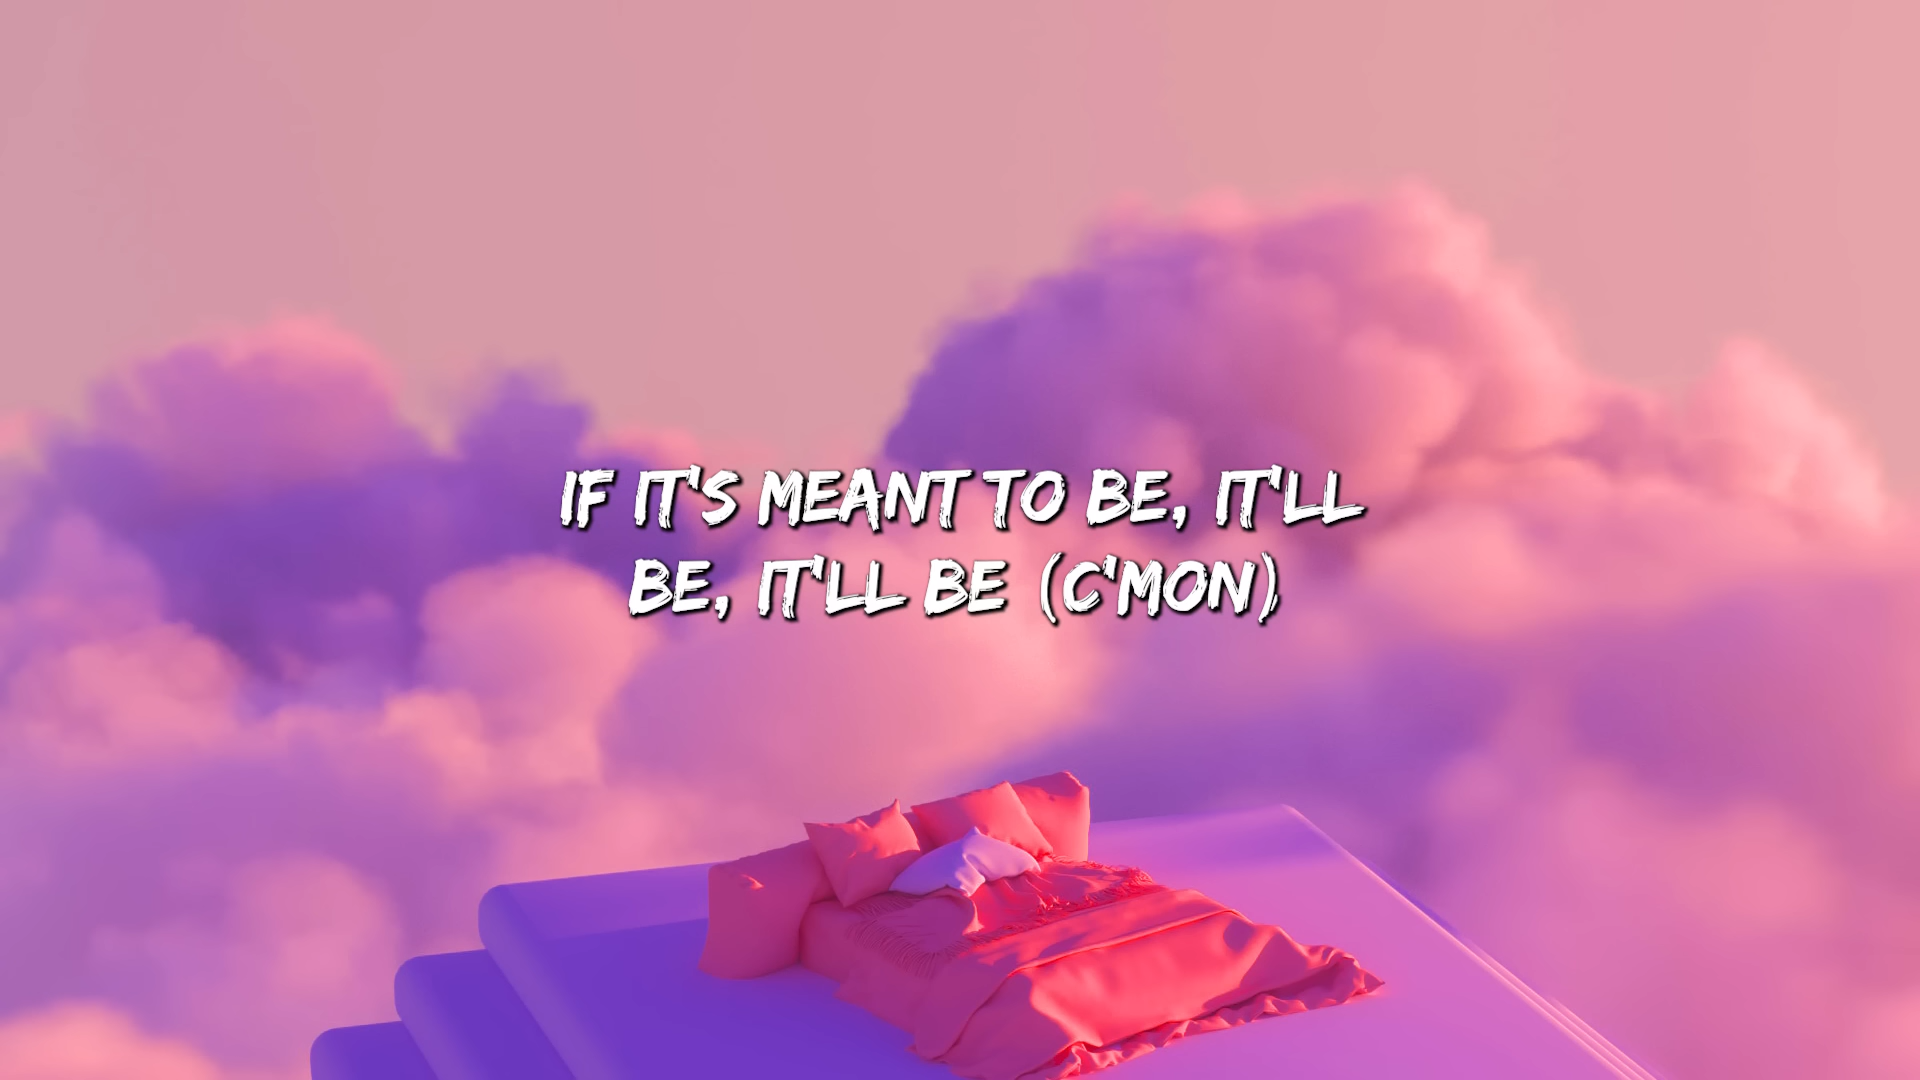 IF IT'S MEANT TO BE, IT'LL
BE, IT'LL BE (C'MON)